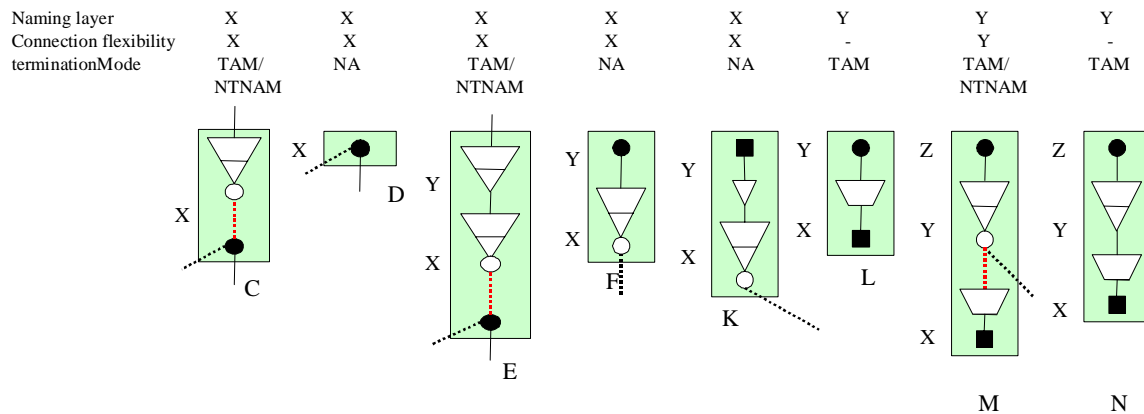 Naming layer X X X X X Y Y Y
Connection flexibility X X X X X - Y -
terminationMode TAM/ NA TAM/ NA NA TAM TAM/ TAM
NTNAM NTNAM NTNAM
X Y Y Y Z Z
Y X
X Y Y
X X X X
D
C F K L
X X
E
M N